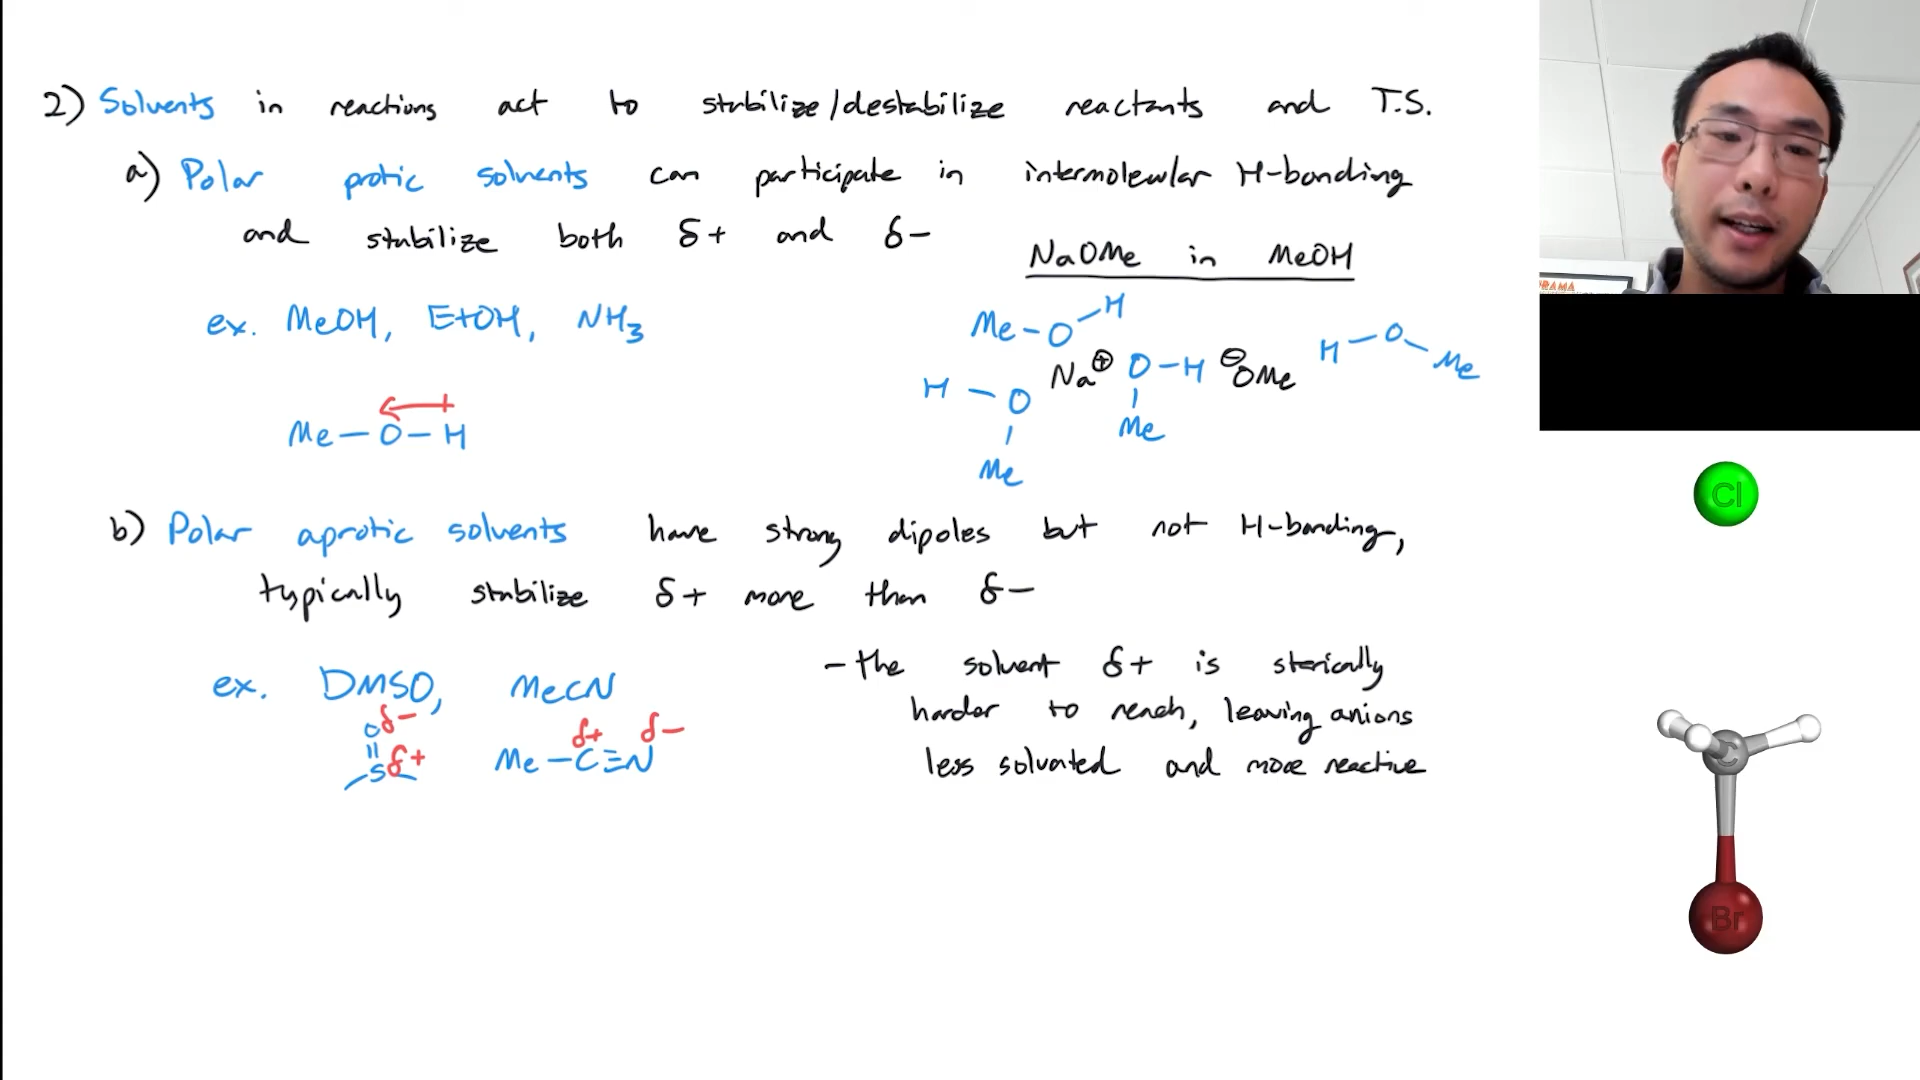 2) Solvents in reactions act to stabilize/destabilize reactants and T.S.
a) Polar protic solvents can participate in intermolecular H-bonding
and stabilize both δ+ and δ-
NaOMe in MeOH
ex. MeOH, EtOH, NH3
Me-O-H
Me-O-H
H-O-Me
Na⊕
O-H
Me
⊖OMe
H-O-Me
b) Polar aprotic solvents have strong dipoles but not H-bonding,
typically stabilize δ+ more than δ-
ex. DMSO, MeCN
O δ-
S δ+
δ+ δ-
Me-C≡N
- the solvent δ+ is sterically
harder to reach, leaving anions
less solvated and more reactive
RAMA
Cl
C
Br